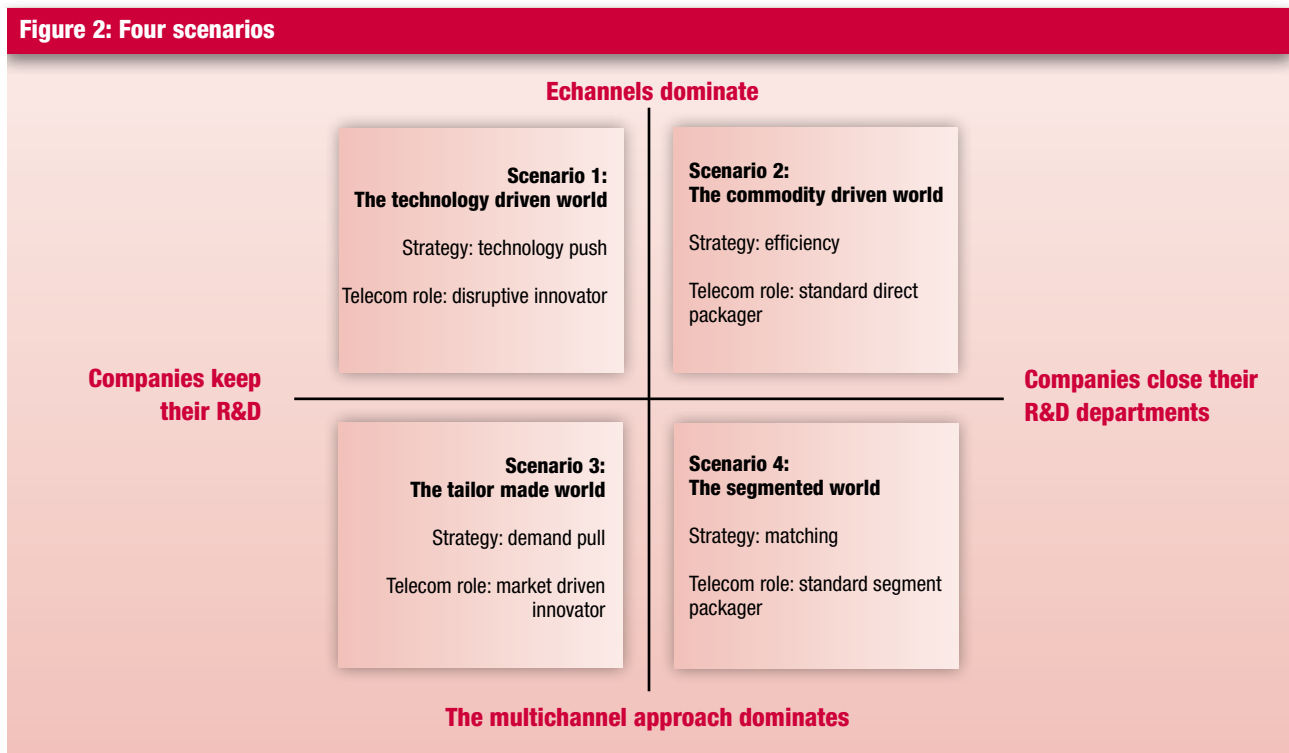 Figure 2: Four scenarios
Echannels dominate
Scenario 1:
The technology driven world
Strategy: technology push
Telecom role: disruptive innovator
Scenario 2:
The commodity driven world
Strategy: efficiency
Telecom role: standard direct
packager
Companies keep
their R&D
Companies close their
R&D departments
Scenario 3:
The tailor made world
Strategy: demand pull
Telecom role: market driven
innovator
Scenario 4:
The segmented world
Strategy: matching
Telecom role: standard segment
packager
The multichannel approach dominates